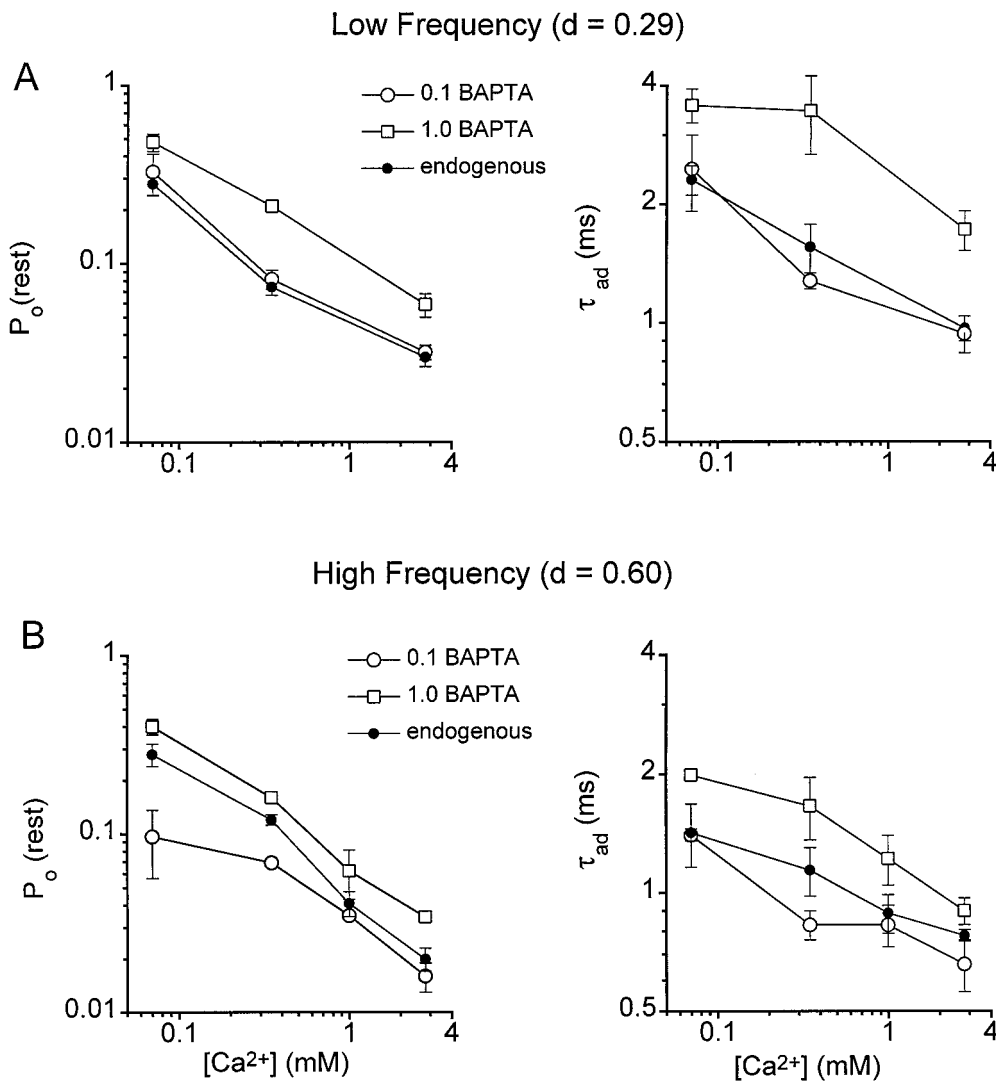 Low Frequency (d = 0.29)
A
1
0.1
0.01
0.1
1
4
Pₒ(rest)
0.1 BAPTA
1.0 BAPTA
endogenous
4
2
1
0.5
0.1
1
4
τ ad (ms)
High Frequency (d = 0.60)
B
1
0.1
0.01
0.1
1
4
Pₒ(rest)
[Ca²⁺] (mM)
0.1 BAPTA
1.0 BAPTA
endogenous
4
2
1
0.5
0.1
1
4
τ ad (ms)
[Ca²⁺] (mM)